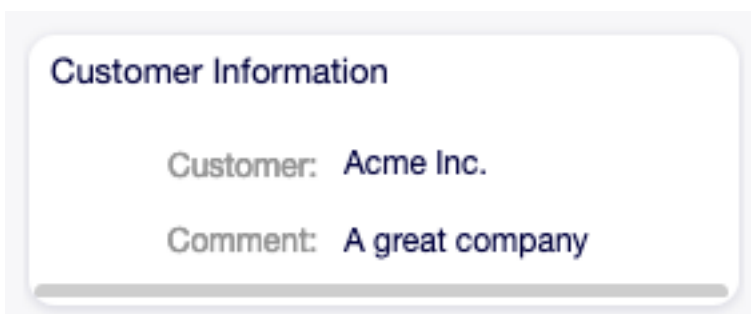 Customer Information
Customer: Acme Inc.
Comment: A great company